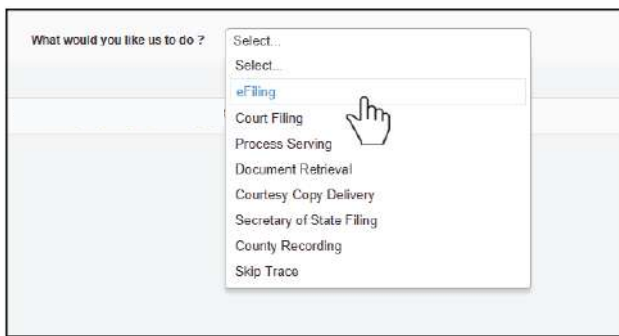 What would you like us to do ?
Select...
Select...
eFiling
Court Filing
Process Serving
Document Retrieval
Courtesy Copy Delivery
Secretary of State Filing
County Recording
Skip Trace